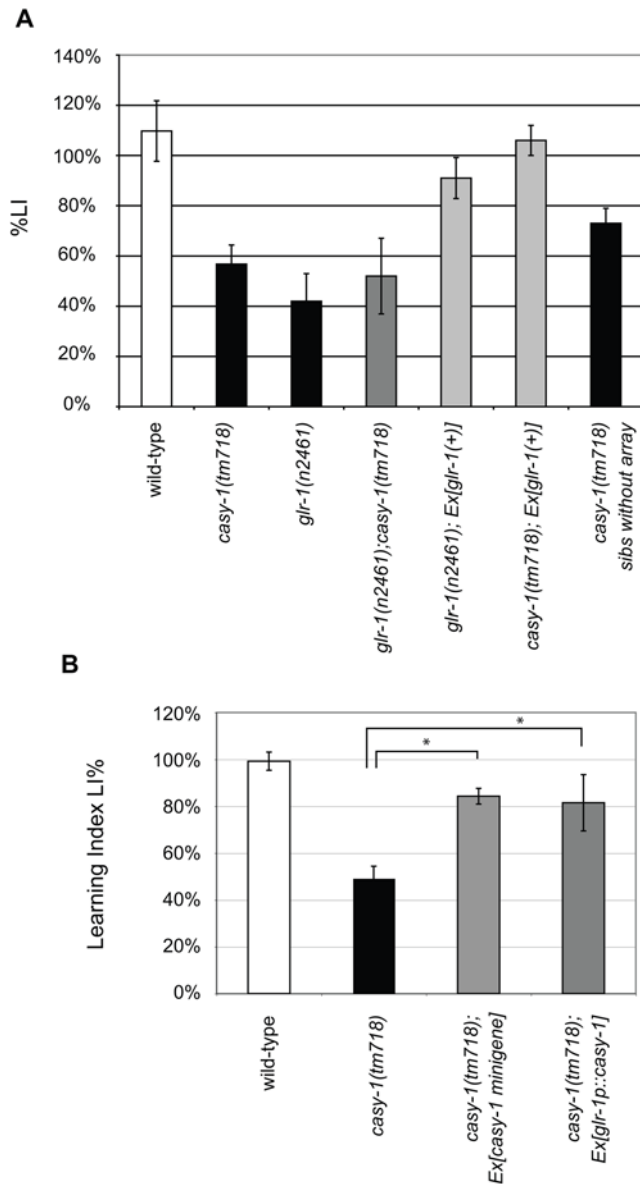 A
140%
120%
100%
80%
60%
40%
20%
0%
%LI
wild-type
casy-1(tm718)
glr-1(n2461)
glr-1(n2461);casy-1(tm718)
glr-1(n2461); Ex[glr-1(+)]
casy-1(tm718); Ex[glr-1(+)]
casy-1(tm718)
sibs without array
B
120%
100%
80%
60%
40%
20%
0%
Learning Index LI%
*
*
wild-type
casy-1(tm718)
casy-1(tm718);
Ex[casy-1 minigene]
casy-1(tm718);
Ex[glr-1p::casy-1]